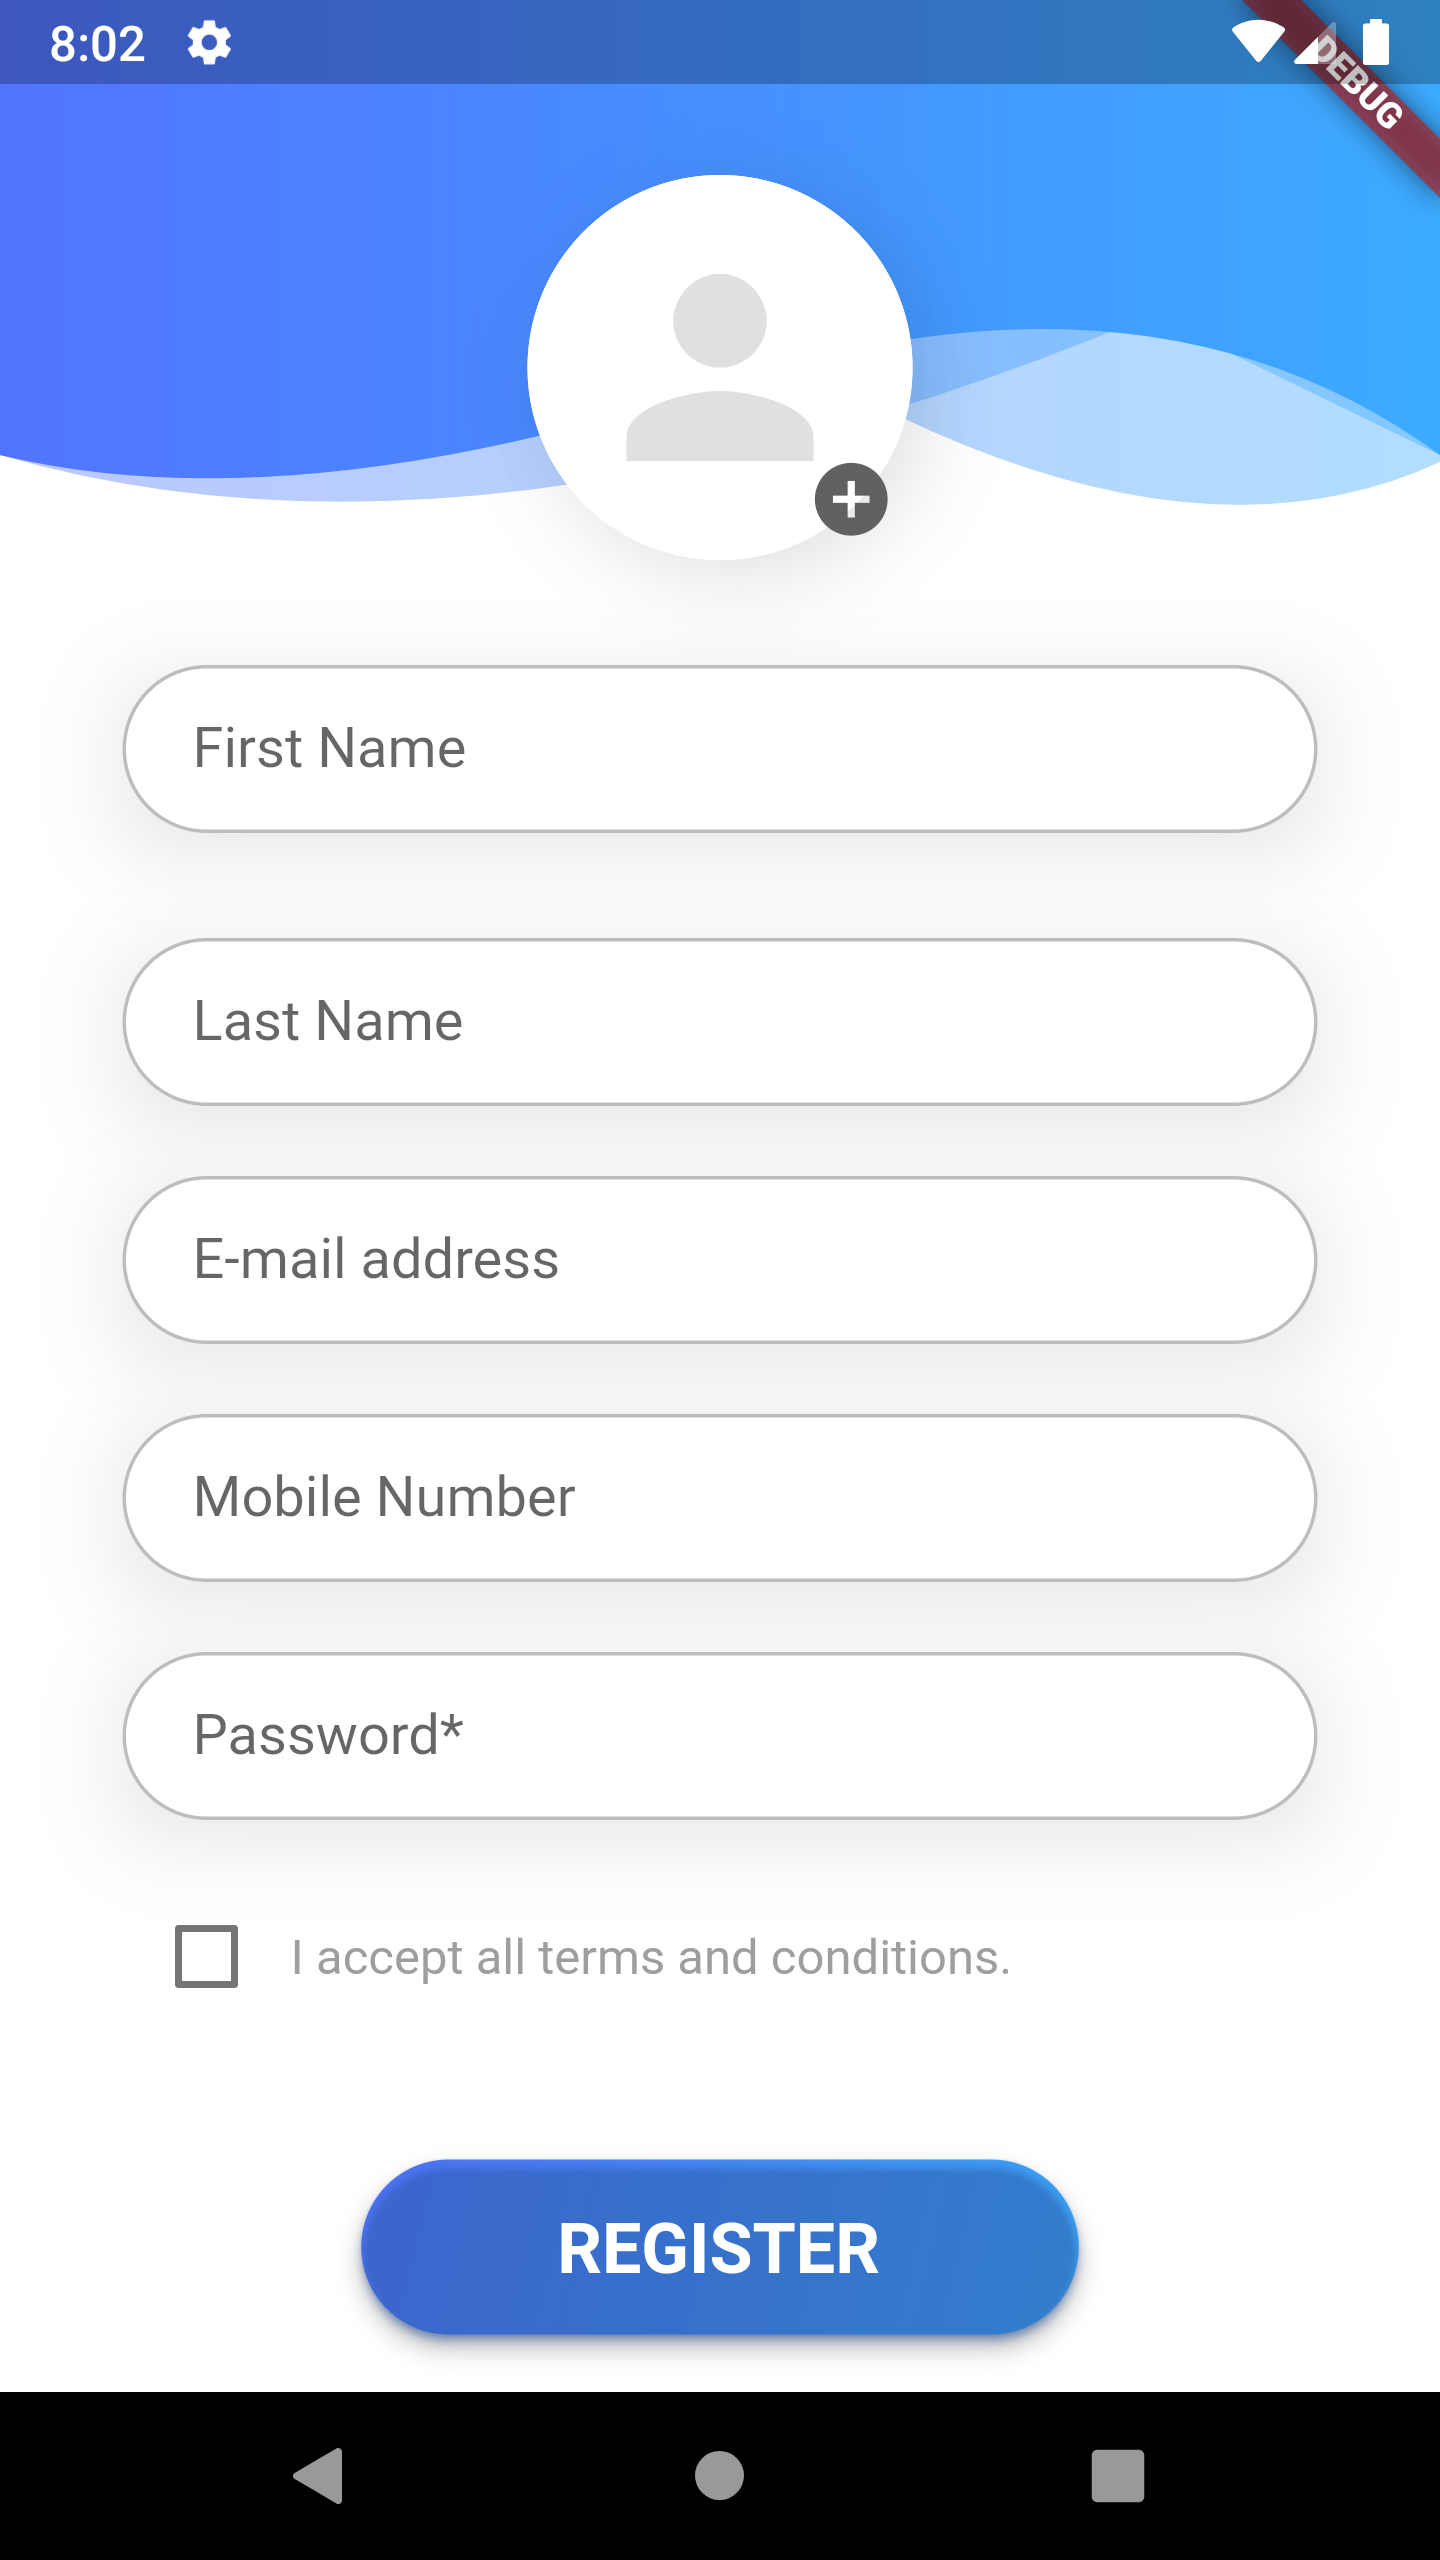 8:02
DEBUG
First Name
Last Name
E-mail address
Mobile Number
Password*
I accept all terms and conditions.
REGISTER